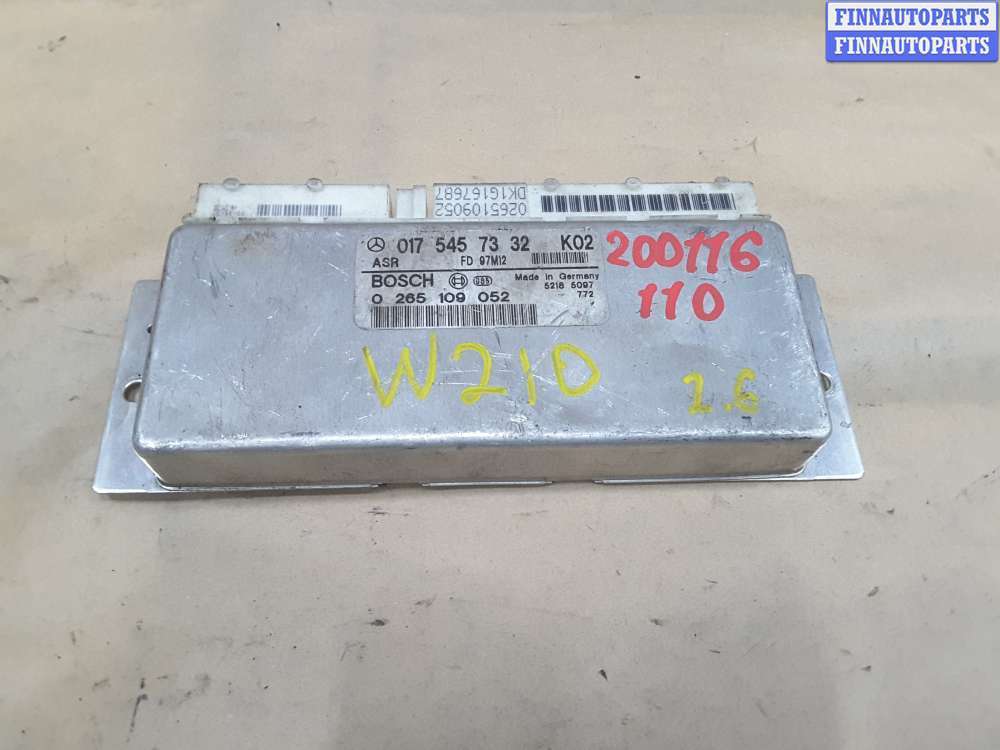 FINNAUTOPARTS
FINNAUTOPARTS
DK1G167687
0265109052
017 545 73 32 K02
ASR FD 97M12
BOSCH Made in Germany
5218 5097
0 265 109 052 772
200116
110
W210
2.6